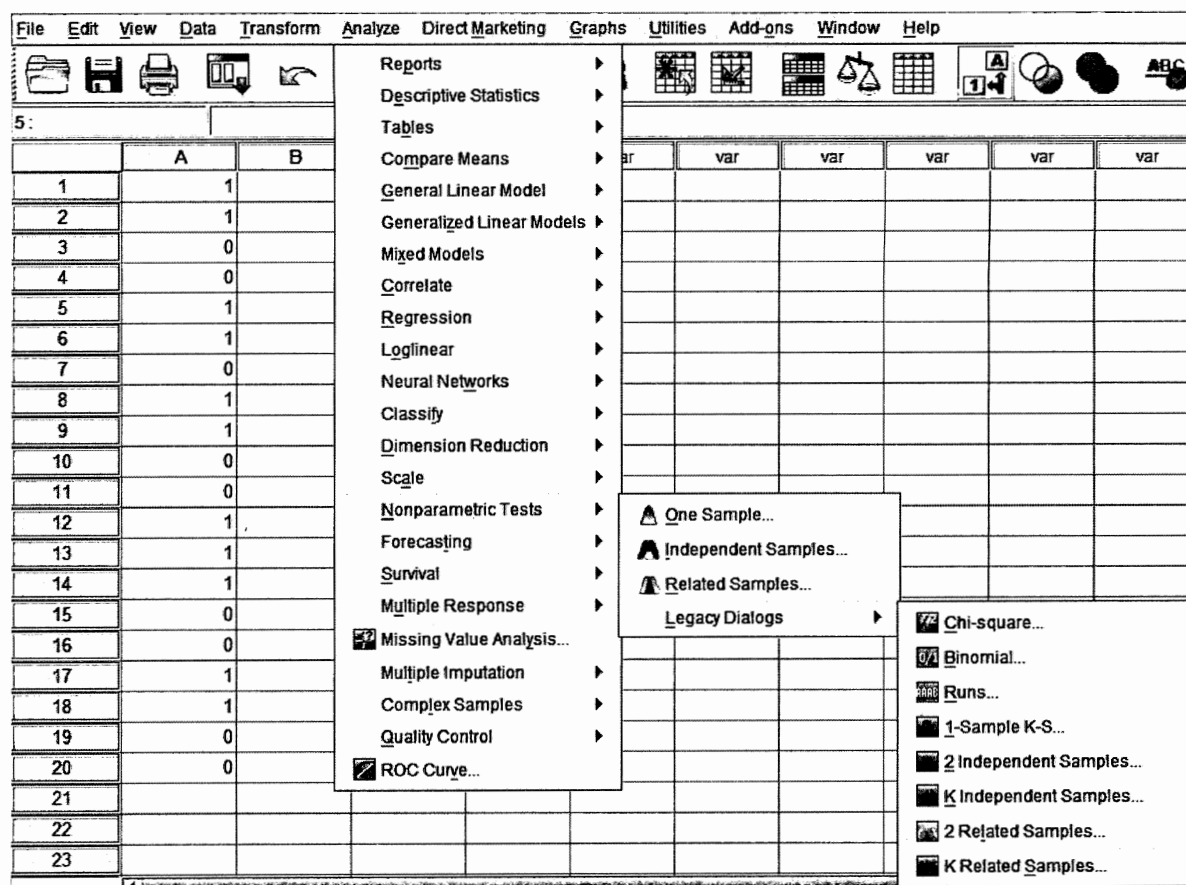 File Edit View Data Transform Analyze Direct Marketing Graphs Utilities Add-ons Window Help
A
1
ABC
5 :
A B ar var var var var var
1 1
2 1
3 0
4 0
5 1
6 1
7 0
8 1
9 1
10 0
11 0
12 1
13 1
14 1
15 0
16 0
17 1
18 1
19 0
20 0
21
22
23
Reports
Descriptive Statistics
Tables
Compare Means
General Linear Model
Generalized Linear Models
Mixed Models
Correlate
Regression
Loglinear
Neural Networks
Classify
Dimension Reduction
Scale
Nonparametric Tests
Forecasting
Survival
Multiple Response
Missing Value Analysis...
Multiple Imputation
Complex Samples
Quality Control
ROC Curve...
One Sample...
Independent Samples...
Related Samples...
Legacy Dialogs
Chi-square...
0/1 Binomial...
Runs...
1-Sample K-S...
2 Independent Samples...
K Independent Samples...
2 Related Samples...
K Related Samples...